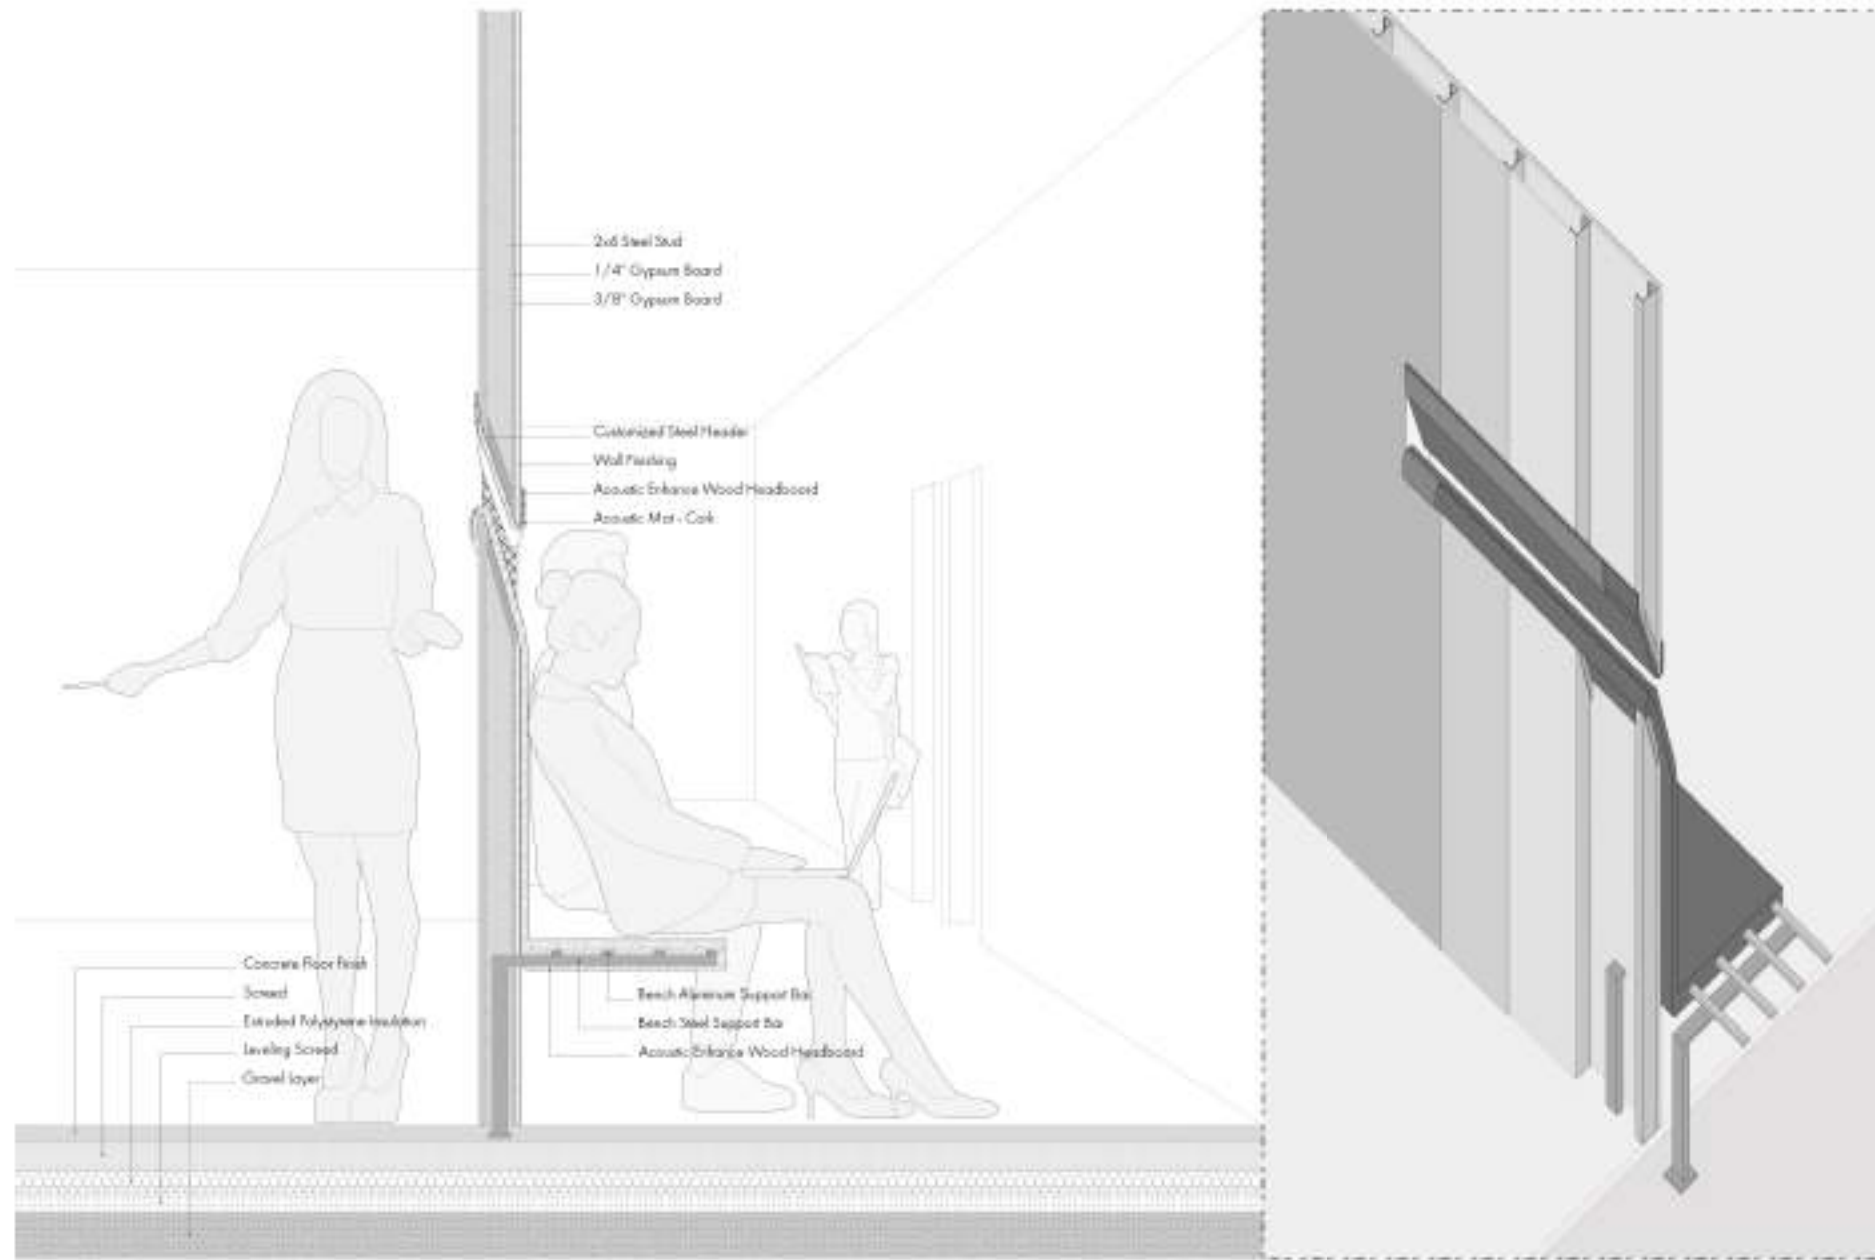 2x6 Steel Stud
1/4" Gypsum Board
3/8" Gypsum Board
Customized Steel Header
Wall Finishing
Acoustic Enhance Wood Headboard
Acoustic Mat - Cork
Concrete Floor Finish
Screed
Extruded Polystyrene Insulation
Leveling Screed
Gravel Layer
Bench Aluminum Support Bar
Bench Steel Support Bar
Acoustic Enhance Wood Headboard